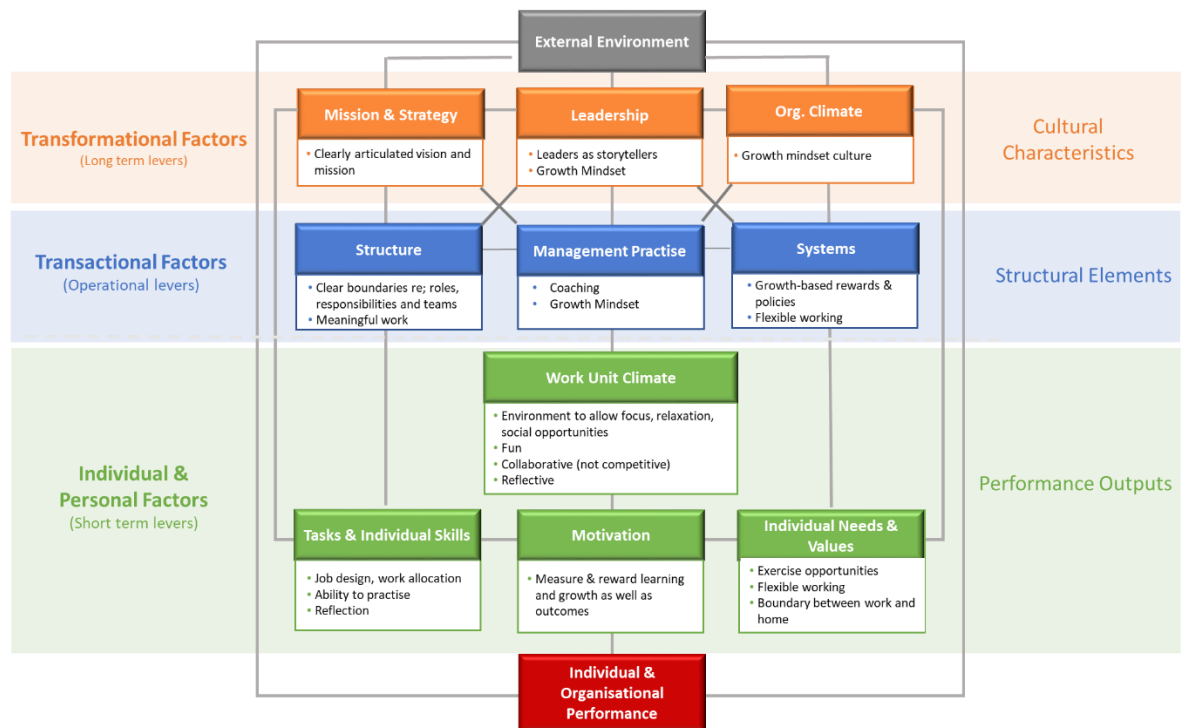 External Environment
Transformational Factors
(Long term levers)
Mission & Strategy
• Clearly articulated vision and
mission
Leadership
• Leaders as storytellers
• Growth Mindset
Org. Climate
• Growth mindset culture
Cultural
Characteristics
Transactional Factors
(Operational levers)
Structure
• Clear boundaries re; roles,
responsibilities and teams
• Meaningful work
Management Practise
• Coaching
• Growth Mindset
Systems
• Growth-based rewards &
policies
• Flexible working
Structural Elements
Individual &
Personal Factors
(Short term levers)
Work Unit Climate
• Environment to allow focus, relaxation,
social opportunities
• Fun
• Collaborative (not competitive)
• Reflective
Performance Outputs
Tasks & Individual Skills
• Job design, work allocation
• Ability to practise
• Reflection
Motivation
• Measure & reward learning
and growth as well as
outcomes
Individual Needs &
Values
• Exercise opportunities
• Flexible working
• Boundary between work and
home
Individual &
Organisational
Performance